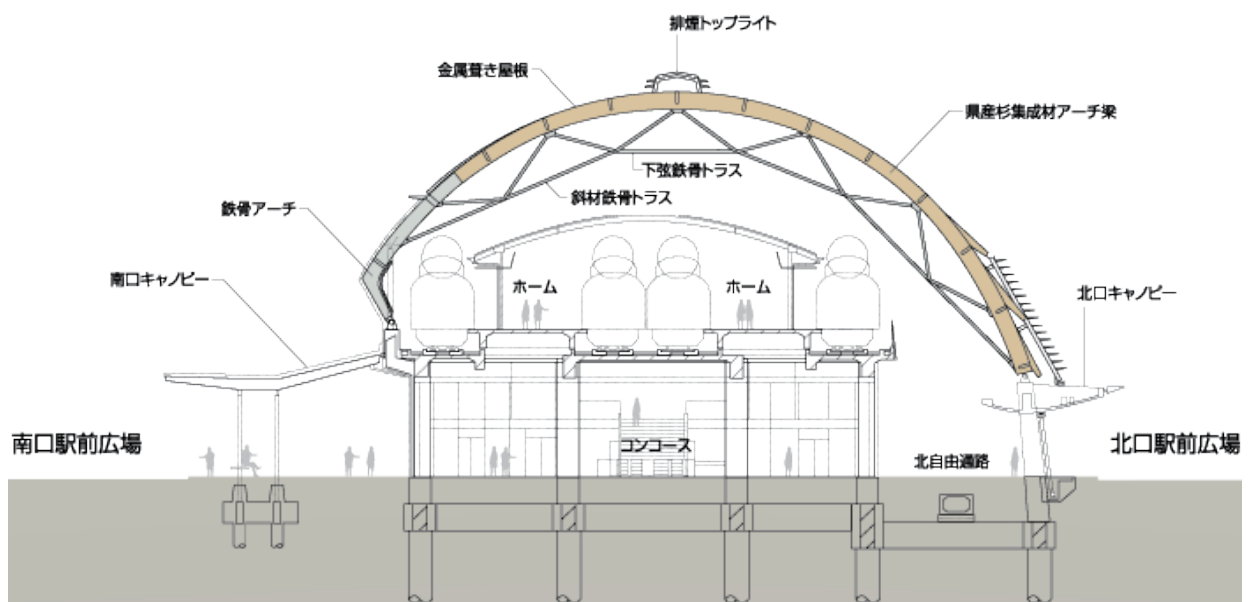 排煙トップライト
金属葺き屋根
県産杉集成材アーチ梁
下弦鉄骨トラス
斜材鉄骨トラス
鉄骨アーチ
南口キャノピー
ホーム
ホーム
北口キャノピー
南口駅前広場
コンコース
北自由通路
北口駅前広場